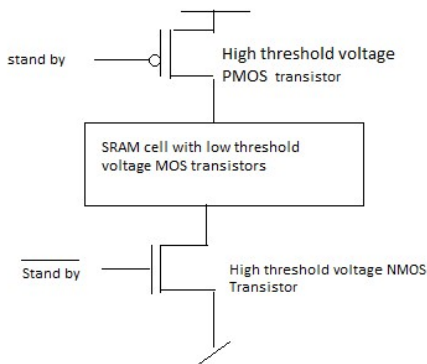 High threshold voltage
PMOS transistor
stand by
SRAM cell with low threshold
voltage MOS transistors
Stand by
High threshold voltage NMOS
Transistor